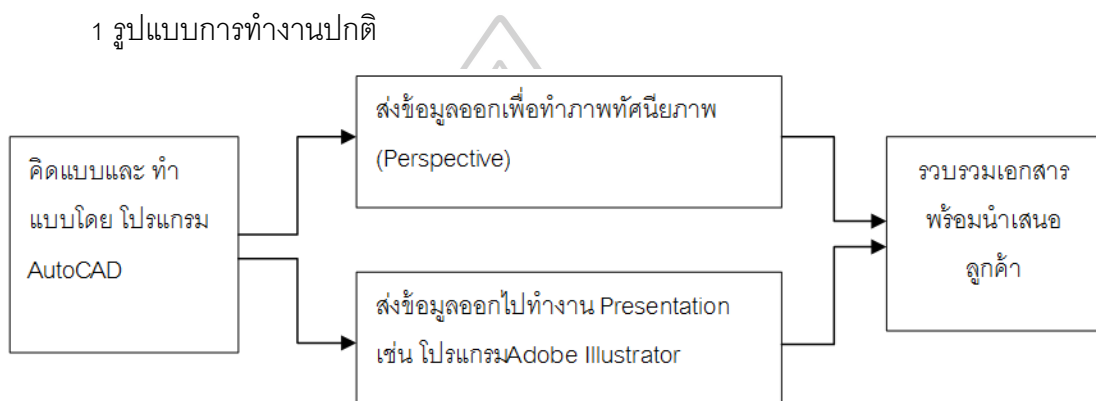 1 รูปแบบการทำงานปกติ
คิดแบบและ ทำ
แบบโดย โปรแกรม
AutoCAD
ส่งข้อมูลออกเพื่อทำภาพทัศนียภาพ
(Perspective)
ส่งข้อมูลออกไปทำงาน Presentation
เช่น โปรแกรมAdobe Illustrator
รวบรวมเอกสาร
พร้อมนำเสนอ
ลูกค้า